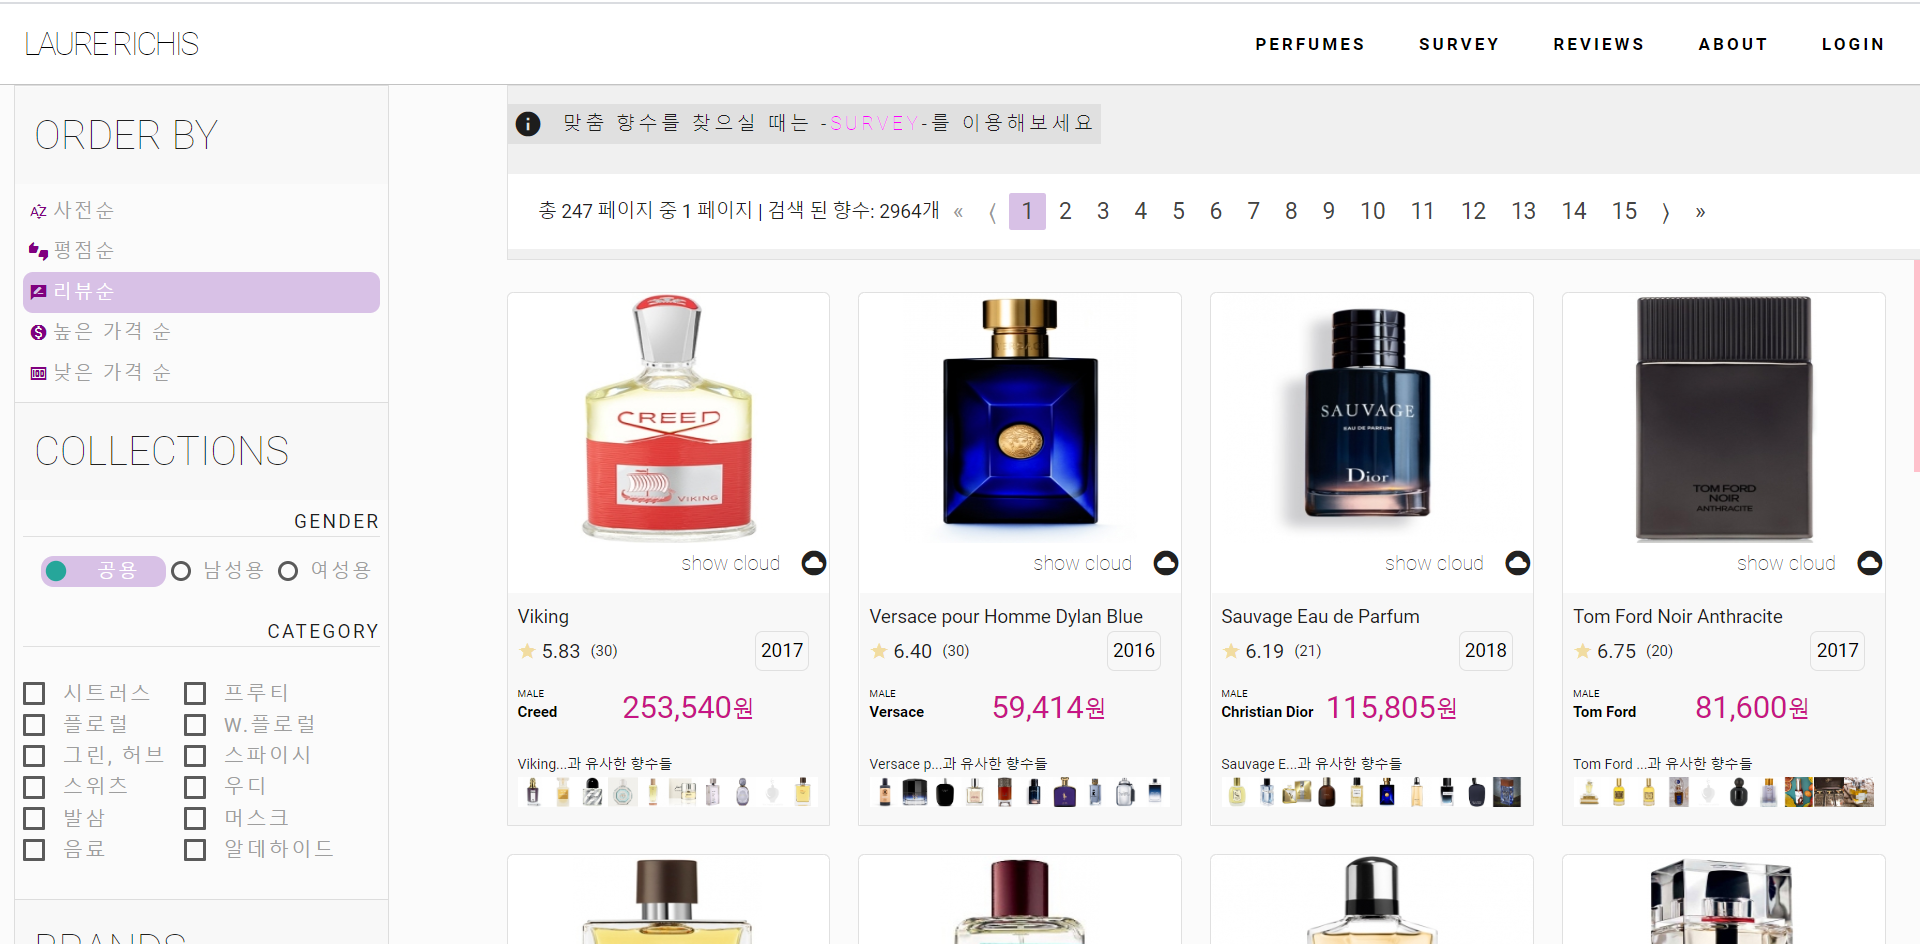 LAURE RICHIS
PERFUMES SURVEY REVIEWS ABOUT LOGIN
ORDER BY
사전순
평점순
리뷰순
높은 가격 순
낮은 가격 순
COLLECTIONS
GENDER
공용 남성용 여성용
CATEGORY
시트러스 프루티
플로럴 W.플로럴
그린, 허브 스파이시
스위츠 우디
발삼 머스크
음료 알데하이드
BRANDS
맞춤 향수를 찾으실 때는 -SURVEY-를 이용해보세요
총 247 페이지 중 1 페이지 | 검색 된 향수: 2964개 « ⟨ 1 2 3 4 5 6 7 8 9 10 11 12 13 14 15 ⟩ »
CREED
VIKING
show cloud
Viking
5.83 (30) 2017
MALE
Creed 253,540원
Viking...과 유사한 향수들
show cloud
Versace pour Homme Dylan Blue
6.40 (30) 2016
MALE
Versace 59,414원
Versace p...과 유사한 향수들
SAUVAGE
EAU DE PARFUM
Dior
show cloud
Sauvage Eau de Parfum
6.19 (21) 2018
MALE
Christian Dior 115,805원
Sauvage E...과 유사한 향수들
TOM FORD
NOIR
ANTHRACITE
show cloud
Tom Ford Noir Anthracite
6.75 (20) 2017
MALE
Tom Ford 81,600원
Tom Ford ...과 유사한 향수들